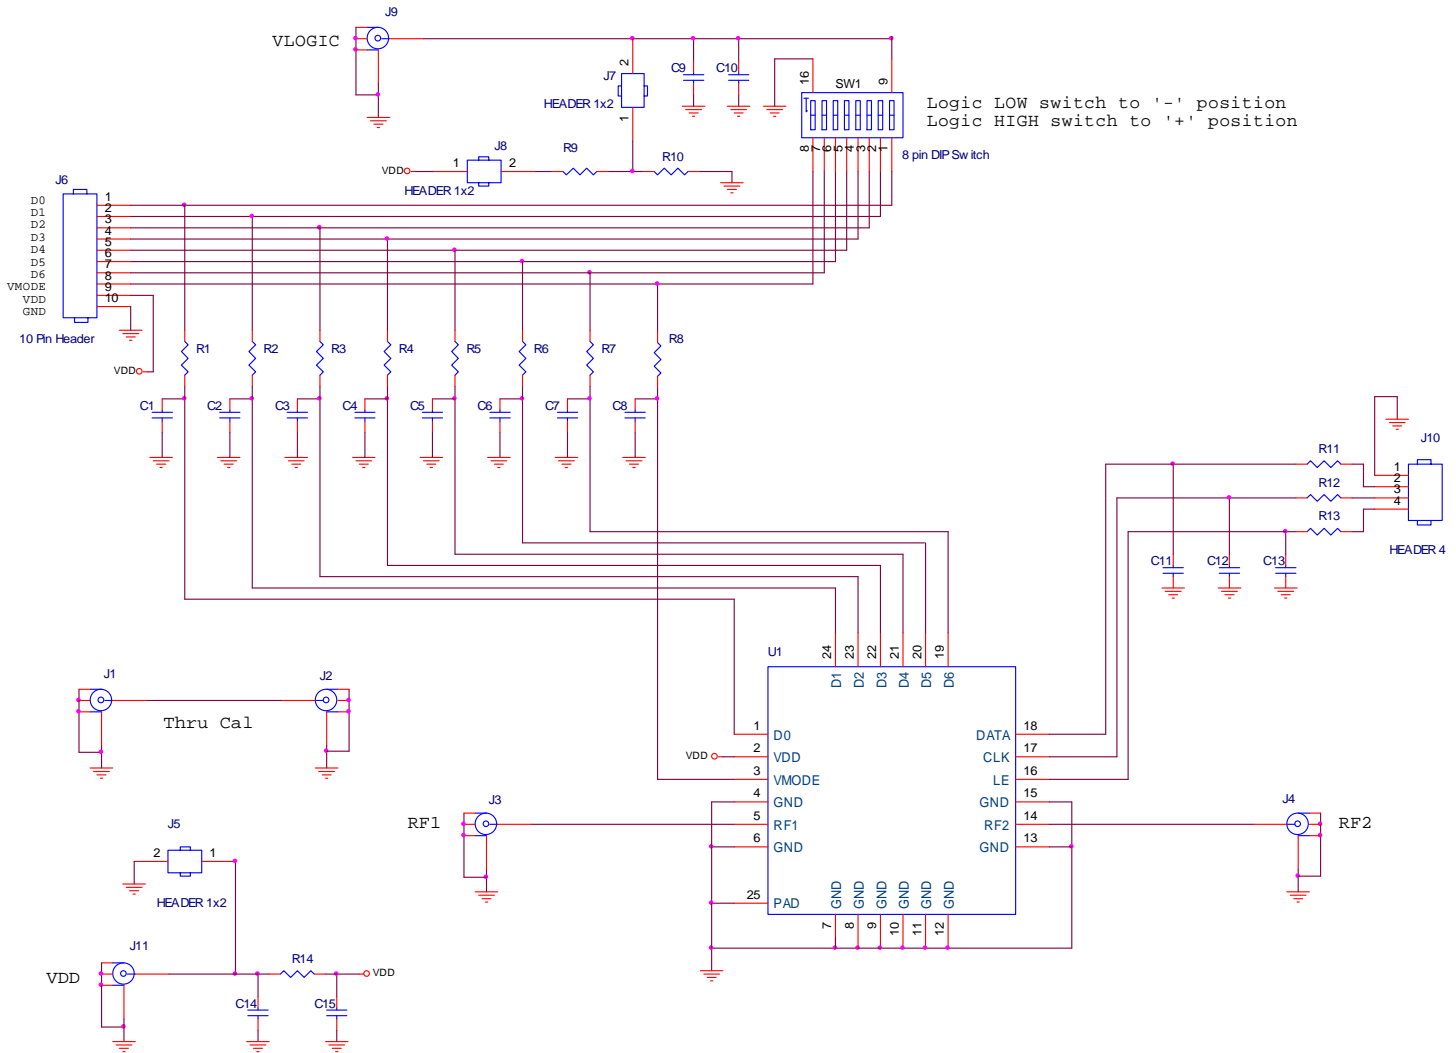 J9
VLOGIC
2
J7
HEADER 1x2
1
C9
C10
16
9
SW1
Logic LOW switch to '-' position
Logic HIGH switch to '+' position
8 7 6 5 4 3 2 1
8 pin DIP Switch
J8
VDD
1
2
HEADER 1x2
R9
R10
J6
D0 1
D1 2
D2 3
D3 4
D4 5
D5 6
D6 7
VMODE 8
VDD 9
GND 10
10 Pin Header
VDD
R1 R2 R3 R4 R5 R6 R7 R8
C1 C2 C3 C4 C5 C6 C7 C8
J10
R11
R12
R13
1
2
3
4
HEADER 4
C11 C12 C13
U1
24 23 22 21 20 19
D1 D2 D3 D4 D5 D6
1 D0
VDD 2 VDD
3 VMODE
4 GND
5 RF1
6 GND
25 PAD
DATA 18
CLK 17
LE 16
GND 15
RF2 14
GND 13
GND GND GND GND GND GND
7 8 9 10 11 12
J1
J2
Thru Cal
J3
RF1
J4
RF2
J5
2
1
HEADER 1x2
J11
VDD
R14
VDD
C14
C15